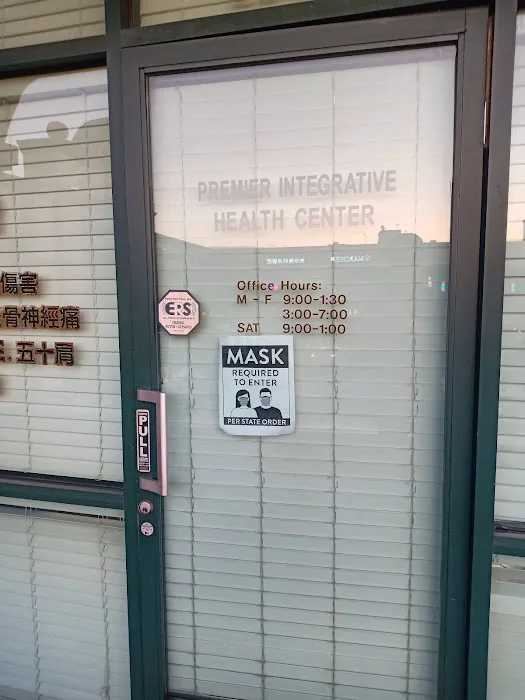 PREMIER INTEGRATIVE
HEALTH CENTER
Office Hours:
M - F 9:00-1:30
3:00-7:00
SAT 9:00-1:00
傷害
骨神經痛
五十肩
ERS
MASK
REQUIRED
TO ENTER
PER STATE ORDER
PULL